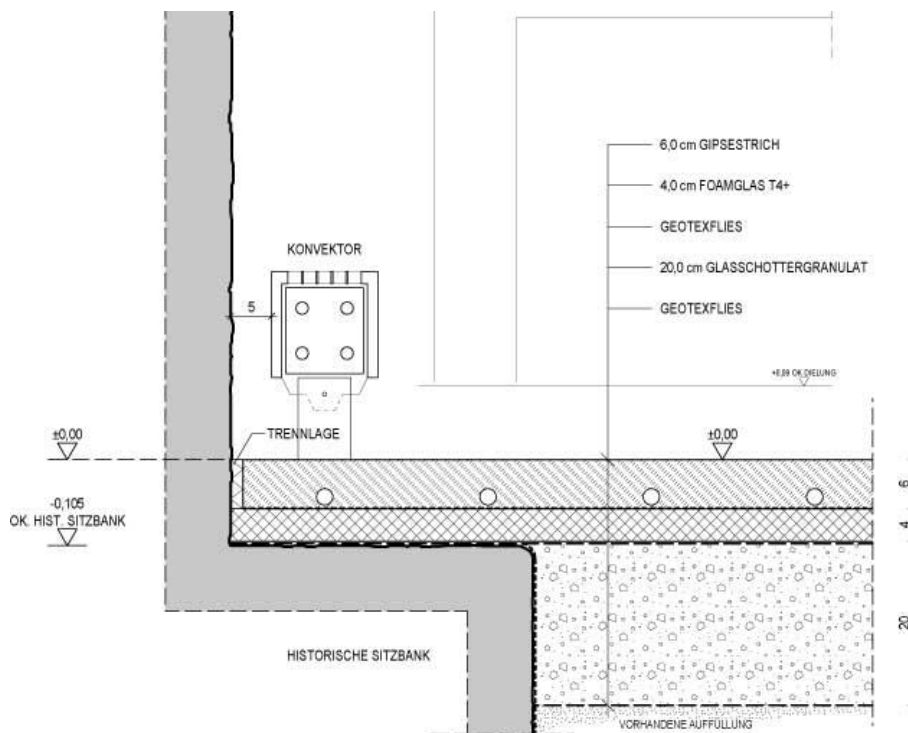 6,0 cm GIPSESTRICH
4,0 cm FOAMGLAS T4+
GEOTEXFLIES
20,0 cm GLASSCHOTTERGRANULAT
GEOTEXFLIES
KONVEKTOR
5
+0,09 OK DIELUNG
TRENNLAGE
±0,00
±0,00
-0,105
OK. HIST. SITZBANK
6
4
20
HISTORISCHE SITZBANK
VORHANDENE AUFFÜLLUNG